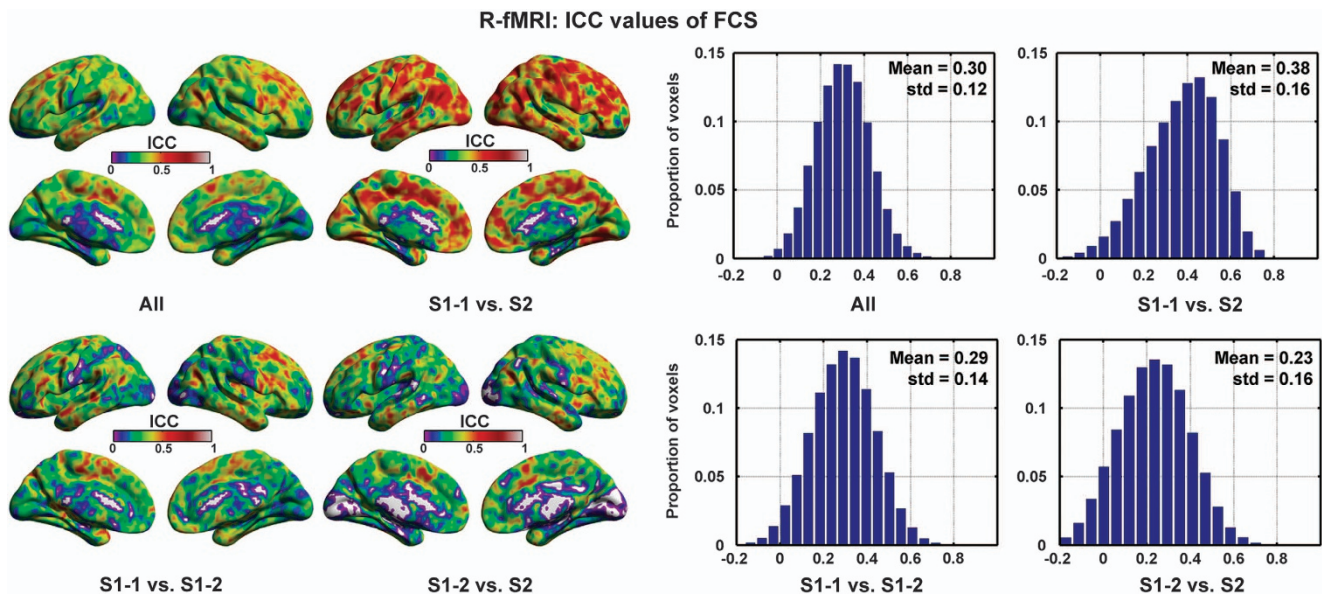 R-fMRI: ICC values of FCS
ICC
0 0.5 1
All
ICC
0 0.5 1
S1-1 vs. S2
ICC
0 0.5 1
S1-1 vs. S1-2
ICC
0 0.5 1
S1-2 vs. S2
Proportion of voxels
0.15
0.1
0.05
0
Mean = 0.30
std = 0.12
-0.2 0 0.2 0.4 0.6 0.8
All
0.15
0.1
0.05
0
Mean = 0.38
std = 0.16
-0.2 0 0.2 0.4 0.6 0.8
S1-1 vs. S2
Proportion of voxels
0.15
0.1
0.05
0
Mean = 0.29
std = 0.14
-0.2 0 0.2 0.4 0.6 0.8
S1-1 vs. S1-2
0.15
0.1
0.05
0
Mean = 0.23
std = 0.16
-0.2 0 0.2 0.4 0.6 0.8
S1-2 vs. S2